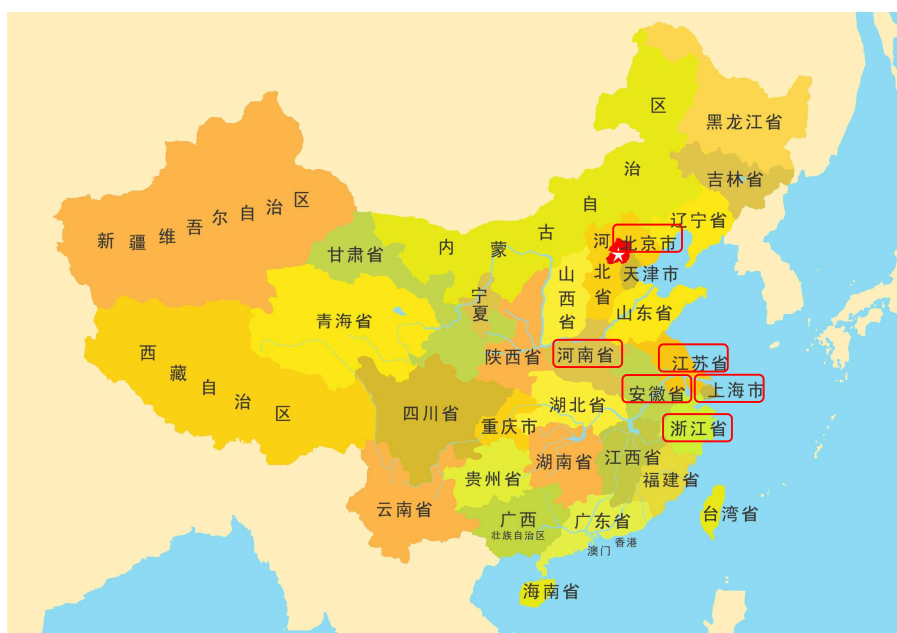 黑龙江省
吉林省
辽宁省
内蒙古自治区
新疆维吾尔自治区
甘肃省
北京市
天津市
河北省
山西省
宁夏
青海省
山东省
陕西省
河南省
江苏省
西藏自治区
四川省
重庆市
湖北省
安徽省
上海市
浙江省
湖南省
江西省
福建省
贵州省
云南省
广西
壮族自治区
广东省
香港
澳门
台湾省
海南省